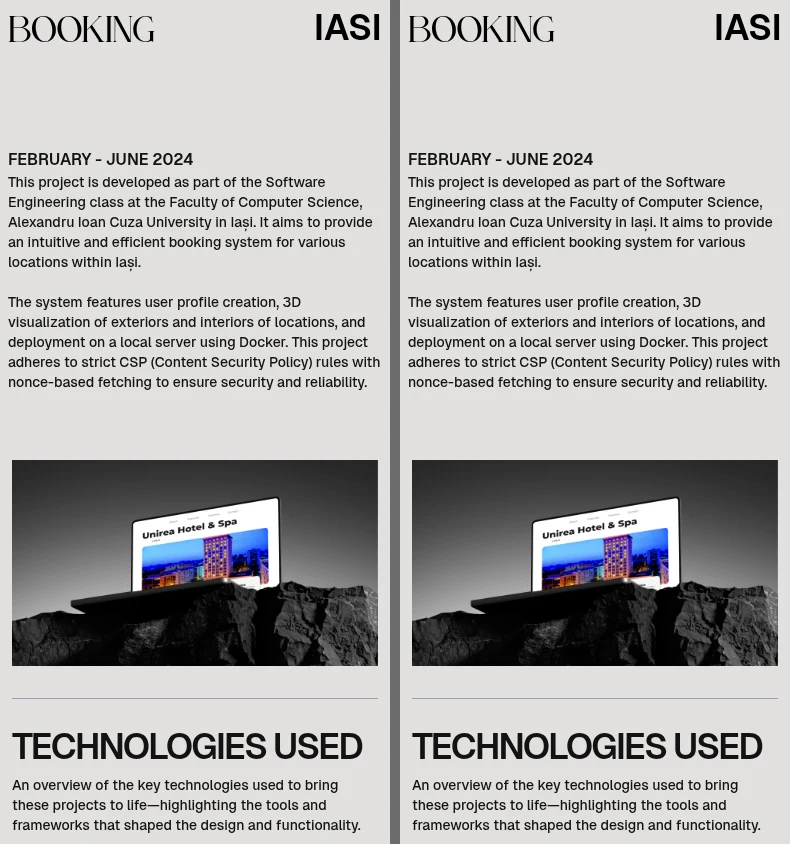 BOOKING IASI
FEBRUARY - JUNE 2024
This project is developed as part of the Software
Engineering class at the Faculty of Computer Science,
Alexandru Ioan Cuza University in Iași. It aims to provide
an intuitive and efficient booking system for various
locations within Iași.
The system features user profile creation, 3D
visualization of exteriors and interiors of locations, and
deployment on a local server using Docker. This project
adheres to strict CSP (Content Security Policy) rules with
nonce-based fetching to ensure security and reliability.
Unirea Hotel & Spa
TECHNOLOGIES USED
An overview of the key technologies used to bring
these projects to life—highlighting the tools and
frameworks that shaped the design and functionality.
BOOKING IASI
FEBRUARY - JUNE 2024
This project is developed as part of the Software
Engineering class at the Faculty of Computer Science,
Alexandru Ioan Cuza University in Iași. It aims to provide
an intuitive and efficient booking system for various
locations within Iași.
The system features user profile creation, 3D
visualization of exteriors and interiors of locations, and
deployment on a local server using Docker. This project
adheres to strict CSP (Content Security Policy) rules with
nonce-based fetching to ensure security and reliability.
Unirea Hotel & Spa
TECHNOLOGIES USED
An overview of the key technologies used to bring
these projects to life—highlighting the tools and
frameworks that shaped the design and functionality.